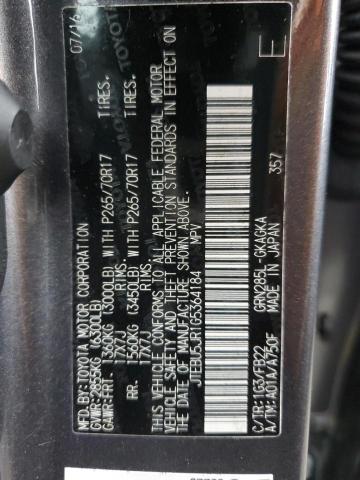 MFD.BY:TOYOTA MOTOR CORPORATION 07/16
GVWR:2855KG (6300LB)
GAWR:FRT. 1360KG (3000LB) WITH P265/70R17 TIRES.
17X7J RIMS.
RR. 1560KG (3450LB) WITH P265/70R17 TIRES.
17X7J RIMS.
THIS VEHICLE CONFORMS TO ALL APPLICABLE FEDERAL MOTOR
VEHICLE SAFETY AND THEFT PREVENTION STANDARDS IN EFFECT ON
THE DATE OF MANUFACTURE SHOWN ABOVE.
JTEBU5JR1G5364184 MPV
E
C/TR:1G3/FB22 GRN285L-GKAGKA
A/TM:A01A/A750F MADE IN JAPAN 357